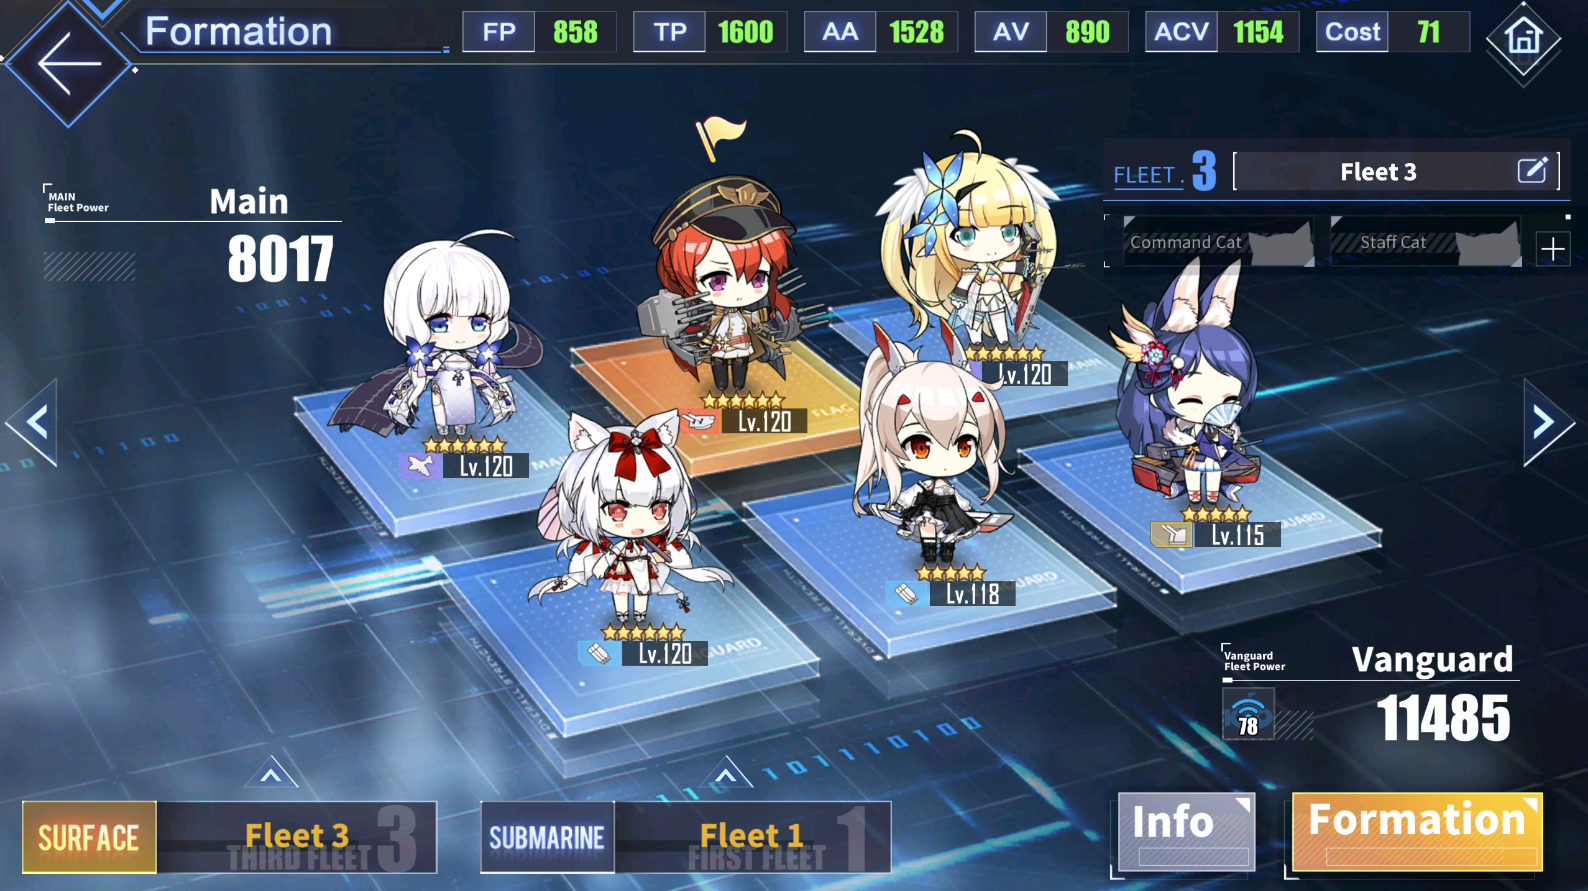 Formation
FP 858
TP 1600
AA 1528
AV 890
ACV 1154
Cost 71
MAIN
Fleet Power
Main
8017
FLEET. 3
Fleet 3
Command Cat
Staff Cat
Lv.120
Lv.120
FLAG
Lv.120
MAIN
Lv.120
Lv.118
Lv.115
Vanguard
Fleet Power
Vanguard
78
11485
101110100
SURFACE
Fleet 3
THIRD FLEET 3
SUBMARINE
Fleet 1
FIRST FLEET 1
Info
Formation